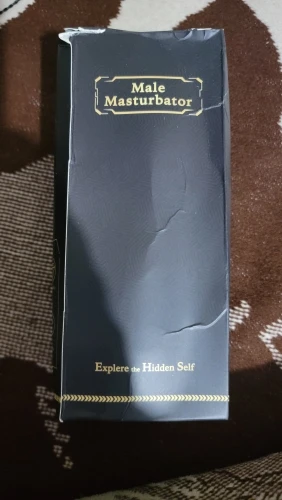 Male
Masturbator
Explere the Hidden Self